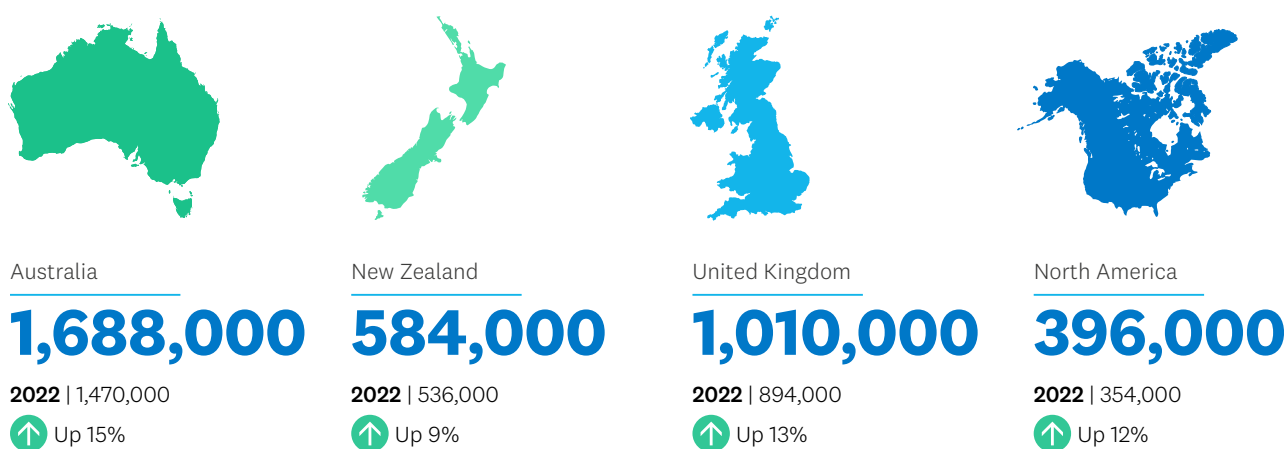 Australia
1,688,000
2022 | 1,470,000
Up 15%
New Zealand
584,000
2022 | 536,000
Up 9%
United Kingdom
1,010,000
2022 | 894,000
Up 13%
North America
396,000
2022 | 354,000
Up 12%